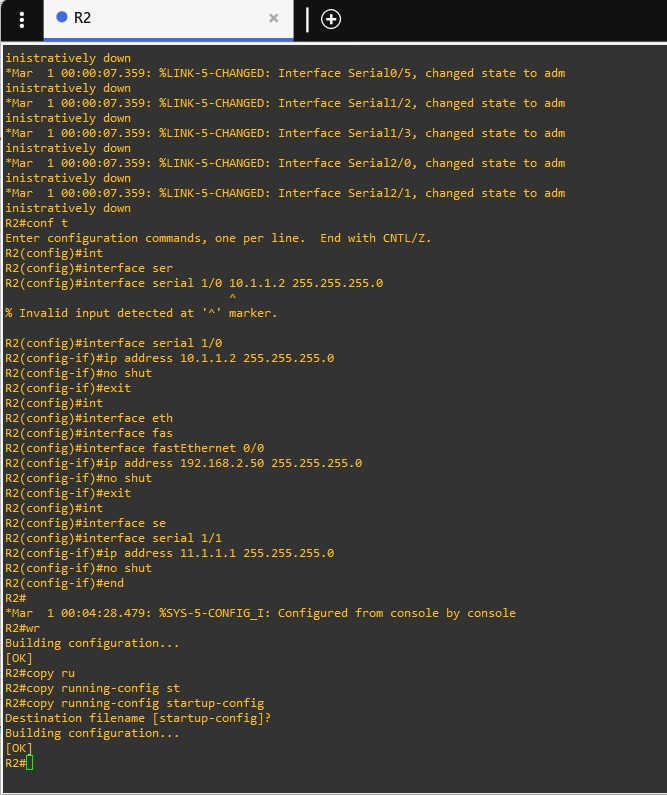 R2
inistratively down
*Mar  1 00:00:07.359: %LINK-5-CHANGED: Interface Serial0/5, changed state to adm
inistratively down
*Mar  1 00:00:07.359: %LINK-5-CHANGED: Interface Serial1/2, changed state to adm
inistratively down
*Mar  1 00:00:07.359: %LINK-5-CHANGED: Interface Serial1/3, changed state to adm
inistratively down
*Mar  1 00:00:07.359: %LINK-5-CHANGED: Interface Serial2/0, changed state to adm
inistratively down
*Mar  1 00:00:07.359: %LINK-5-CHANGED: Interface Serial2/1, changed state to adm
inistratively down
R2#conf t
Enter configuration commands, one per line.  End with CNTL/Z.
R2(config)#int
R2(config)#interface ser
R2(config)#interface serial 1/0 10.1.1.2 255.255.255.0
^
% Invalid input detected at '^' marker.
R2(config)#interface serial 1/0
R2(config-if)#ip address 10.1.1.2 255.255.255.0
R2(config-if)#no shut
R2(config-if)#exit
R2(config)#int
R2(config)#interface eth
R2(config)#interface fas
R2(config)#interface fastEthernet 0/0
R2(config-if)#ip address 192.168.2.50 255.255.255.0
R2(config-if)#no shut
R2(config-if)#exit
R2(config)#int
R2(config)#interface se
R2(config)#interface serial 1/1
R2(config-if)#ip address 11.1.1.1 255.255.255.0
R2(config-if)#no shut
R2(config-if)#end
R2#
*Mar  1 00:04:28.479: %SYS-5-CONFIG_I: Configured from console by console
R2#wr
Building configuration...
[OK]
R2#copy ru
R2#copy running-config st
R2#copy running-config startup-config
Destination filename [startup-config]?
Building configuration...
[OK]
R2#